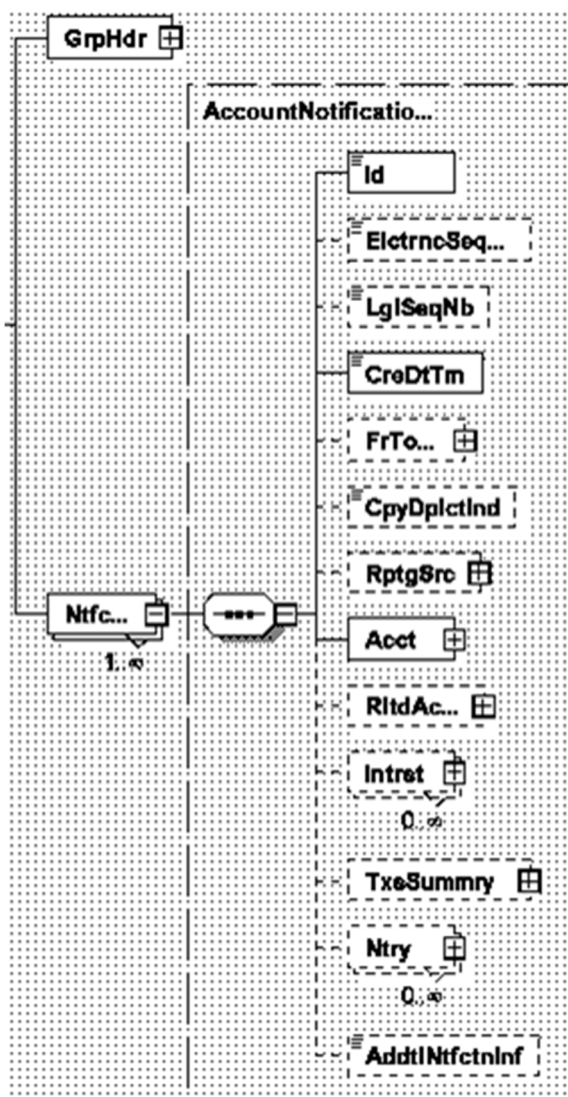 GrpHdr
AccountNotificatio...
Id
ElctrncSeq...
LglSeqNb
CreDtTm
FrTo...
CpyDplctInd
RptgSrc
Ntfc...
1..∞
Acct
RltdAc...
Intrst
0..∞
TxsSummry
Ntry
0..∞
AddtlNtfctnInf